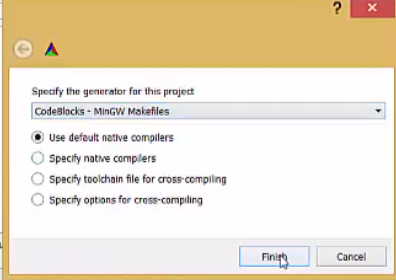 ?
Specify the generator for this project
CodeBlocks - MinGW Makefiles
Use default native compilers
Specify native compilers
Specify toolchain file for cross-compiling
Specify options for cross-compiling
Finish
Cancel